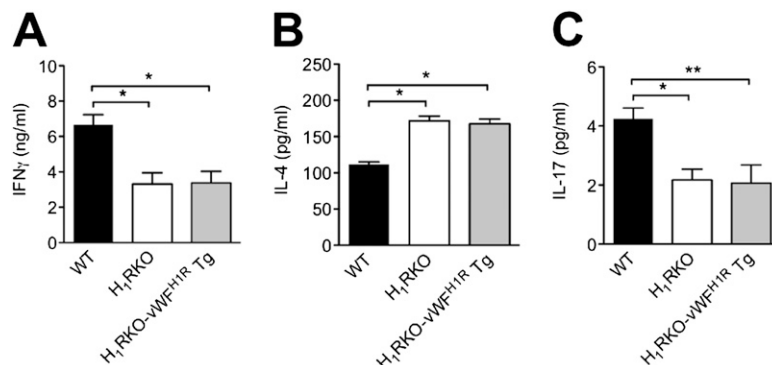 A
IFNγ (ng/ml)
10
8
6
4
2
0
*
*
WT
H₁RKO
H₁RKO-vWFᴴ¹ᴿ Tg
B
IL-4 (pg/ml)
250
200
150
100
50
0
*
*
WT
H₁RKO
H₁RKO-vWFᴴ¹ᴿ Tg
C
IL-17 (pg/ml)
6
4
2
0
**
*
WT
H₁RKO
H₁RKO-vWFᴴ¹ᴿ Tg